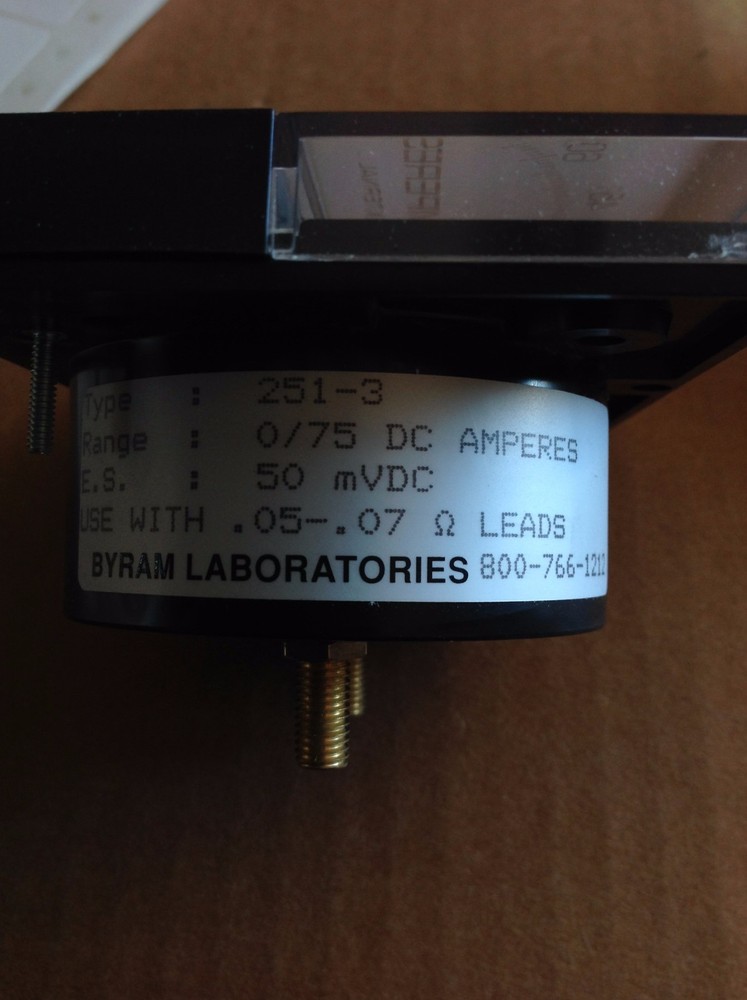 Type : 251-3
Range : 0/75 DC AMPERES
F.S. : 50 mVDC
USE WITH .05-.07 Ω LEADS
BYRAM LABORATORIES 800-766-1212